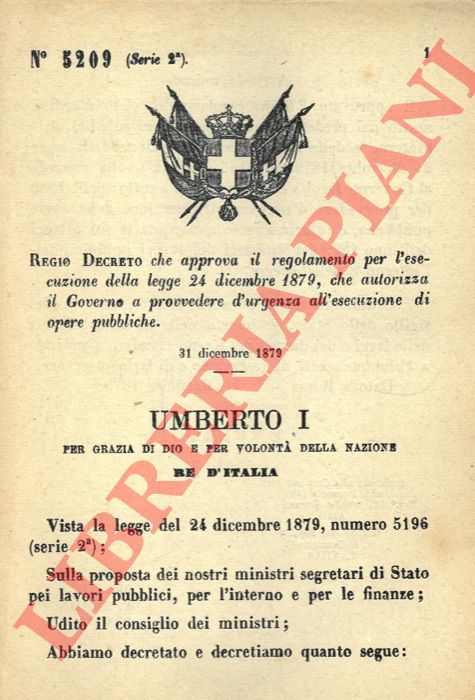 Nº 5209 (Serie 2ª).
1
REGIO DECRETO che approva il regolamento per l'ese-
cuzione della legge 24 dicembre 1879, che autorizza
il Governo a provvedere d'urgenza all'esecuzione di
opere pubbliche.
31 dicembre 1879
UMBERTO I
PER GRAZIA DI DIO E PER VOLONTÀ DELLA NAZIONE
RE D'ITALIA
Vista la legge del 24 dicembre 1879, numero 5196
(serie 2ª);
Sulla proposta dei nostri ministri segretari di Stato
pei lavori pubblici, per l'interno e per le finanze;
Udito il consiglio dei ministri;
Abbiamo decretato e decretiamo quanto segue:
LIBRERIA PIANI